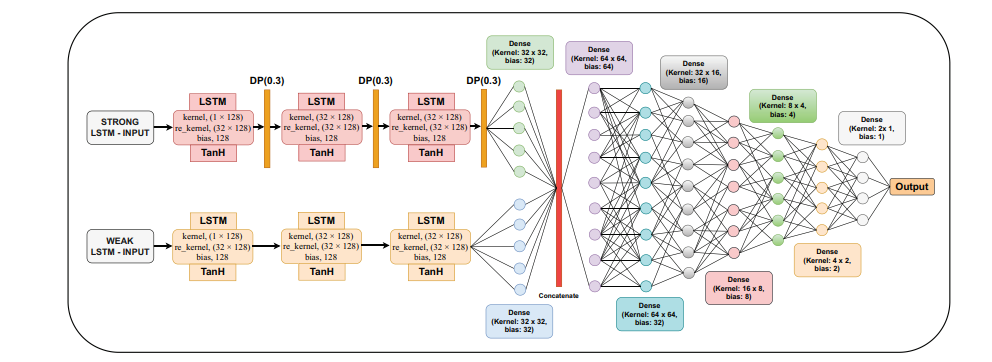 Dense
(Kernel: 32 x 32,
bias: 32)
Dense
(Kernel: 64 x 64,
bias: 64)
Dense
(Kernel: 32 x 16,
bias: 16)
Dense
(Kernel: 8 x 4,
bias: 4)
Dense
(Kernel: 2x 1,
bias: 1)
DP(0.3)
DP(0.3)
DP(0.3)
STRONG
LSTM - INPUT
LSTM
kernel, (1 × 128)
re_kernel, (32 × 128)
bias, 128
TanH
LSTM
kernel, (32 × 128)
re_kernel, (32 × 128)
bias, 128
TanH
LSTM
kernel, (32 × 128)
re_kernel, (32 × 128)
bias, 128
TanH
Output
WEAK
LSTM - INPUT
LSTM
kernel, (1 × 128)
re_kernel, (32 × 128)
bias, 128
TanH
LSTM
kernel, (32 × 128)
re_kernel, (32 × 128)
bias, 128
TanH
LSTM
kernel, (32 × 128)
re_kernel, (32 × 128)
bias, 128
TanH
Concatenate
Dense
(Kernel: 32 x 32,
bias: 32)
Dense
(Kernel: 64 x 64,
bias: 32)
Dense
(Kernel: 16 x 8,
bias: 8)
Dense
(Kernel: 4 x 2,
bias: 2)